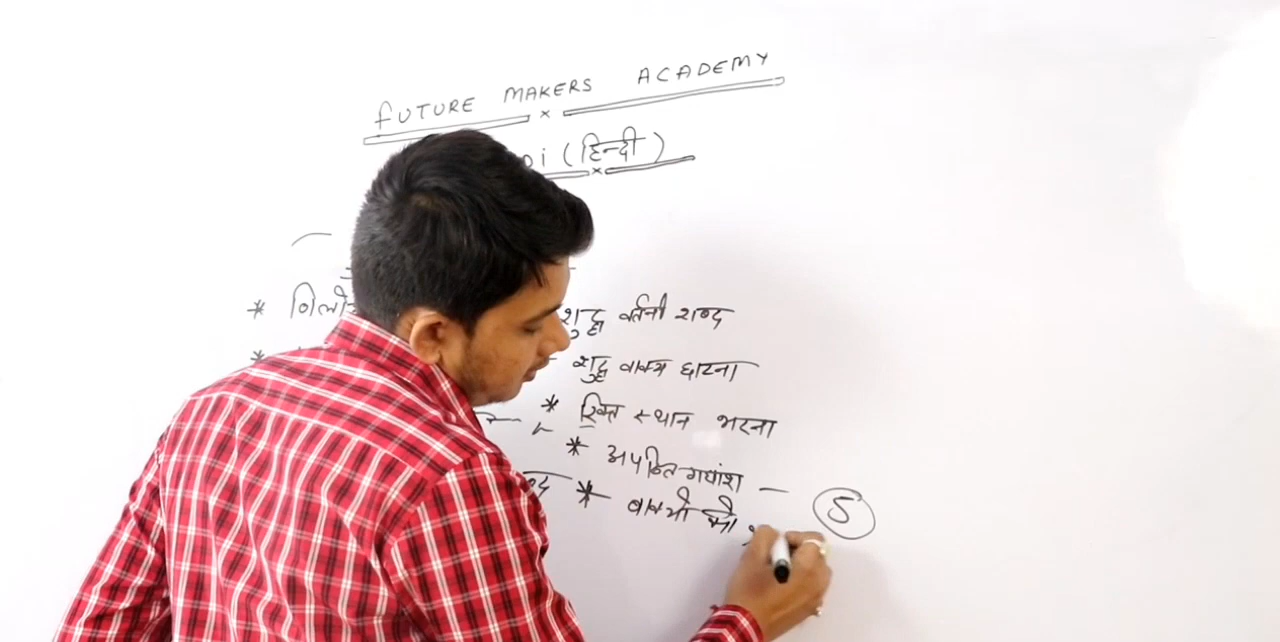 FUTURE MAKERS ACADEMY
(हिन्दी)
* शुद्ध वर्तनी शब्द
* शुद्ध वाक्य छाटना
* रिक्त स्थान भरना
* अपठित गद्यांश — 5
* वाक्यो को